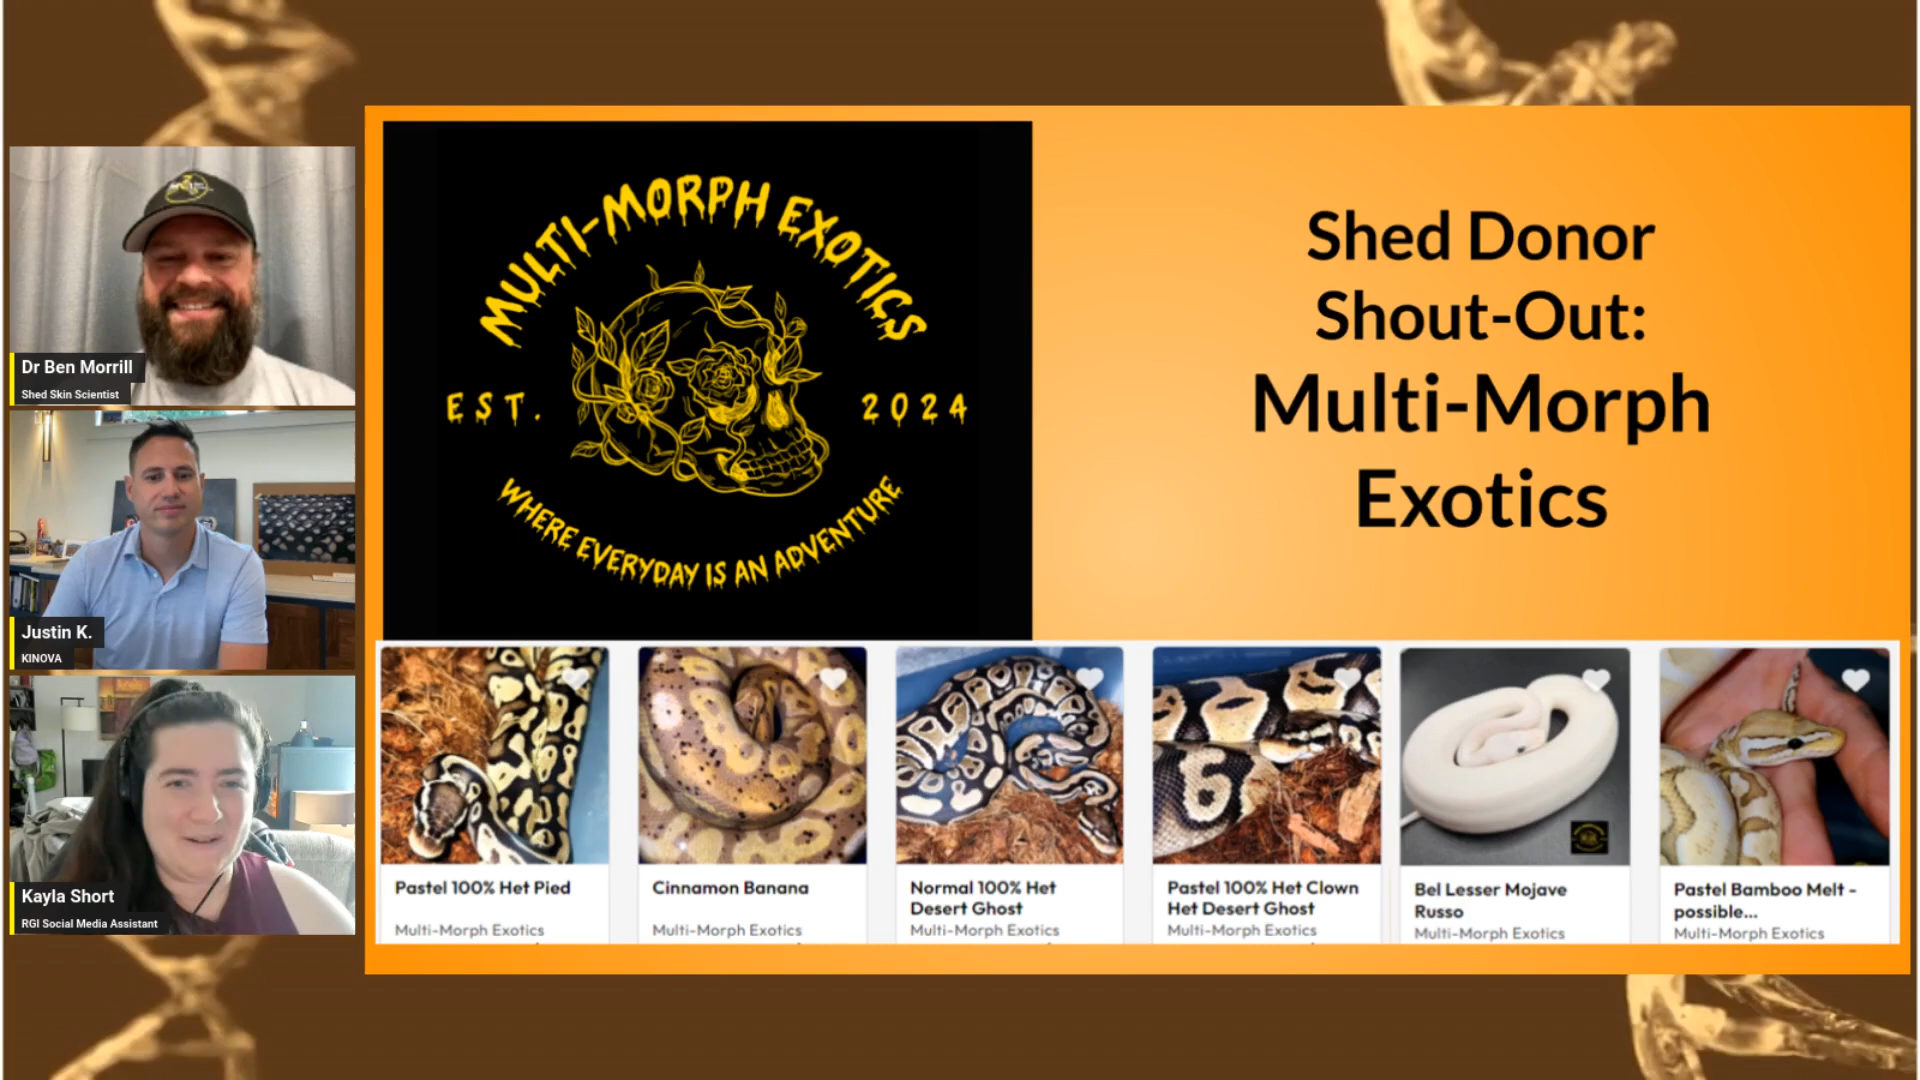 Dr Ben Morrill
Shed Skin Scientist
Justin K.
KINOVA
Kayla Short
RGI Social Media Assistant
MULTI-MORPH EXOTICS
EST. 2024
WHERE EVERYDAY IS AN ADVENTURE
Shed Donor
Shout-Out:
Multi-Morph
Exotics
Pastel 100% Het Pied
Multi-Morph Exotics
Cinnamon Banana
Multi-Morph Exotics
Normal 100% Het
Desert Ghost
Multi-Morph Exotics
Pastel 100% Het Clown
Het Desert Ghost
Multi-Morph Exotics
Bel Lesser Mojave
Russo
Multi-Morph Exotics
Pastel Bamboo Melt -
possible...
Multi-Morph Exotics